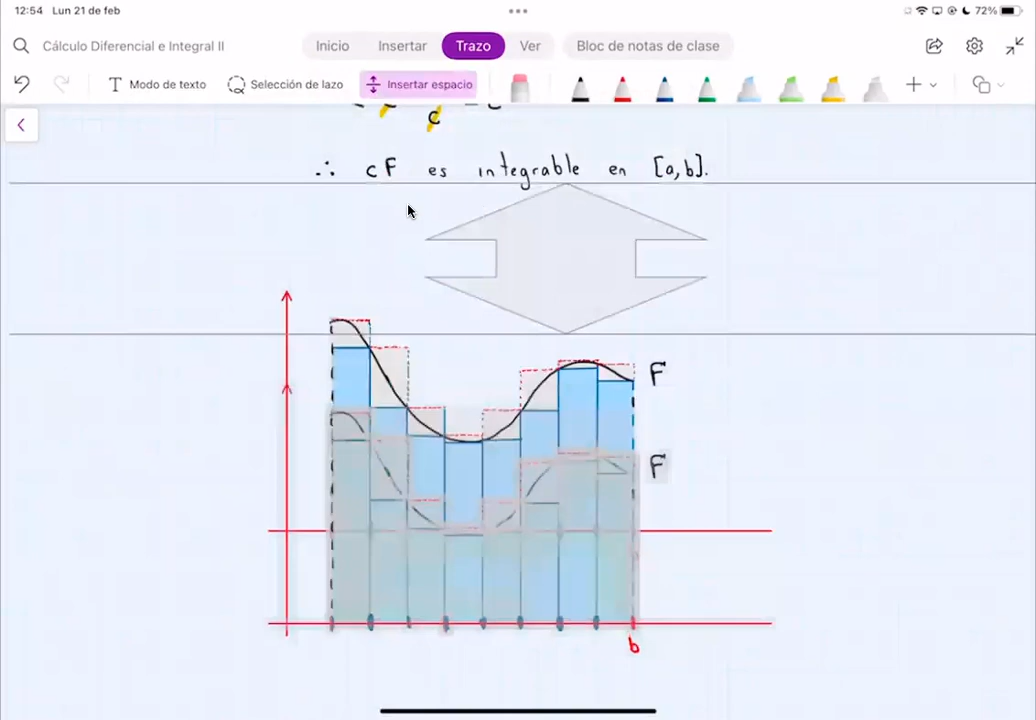 12:54 Lun 21 de feb 72%
Cálculo Diferencial e Integral II Inicio Insertar Trazo Ver Bloc de notas de clase
Modo de texto Selección de lazo Insertar espacio
∴ cF es integrable en [a,b].
F
F
b